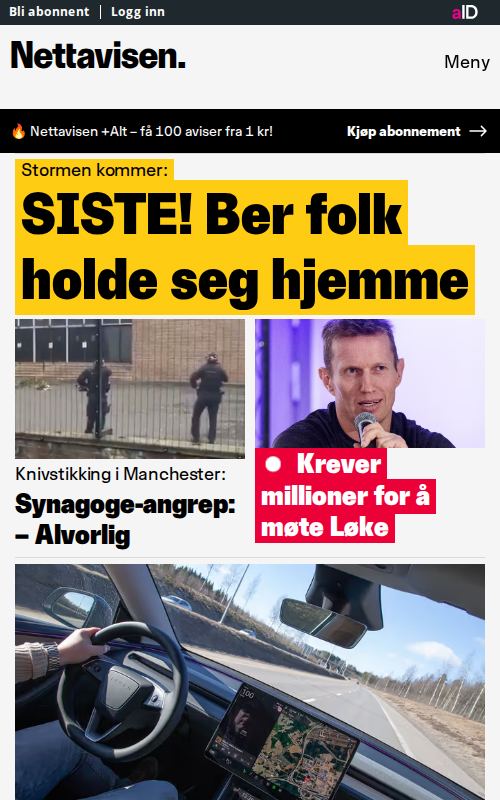 Bli abonnent | Logg inn
aID
Nettavisen.
Meny
🔥 Nettavisen +Alt – få 100 aviser fra 1 kr!
Kjøp abonnement →
Stormen kommer:
SISTE! Ber folk
holde seg hjemme
Knivstikking i Manchester:
Synagoge-angrep:
– Alvorlig
Krever
millioner for å
møte Løke
100